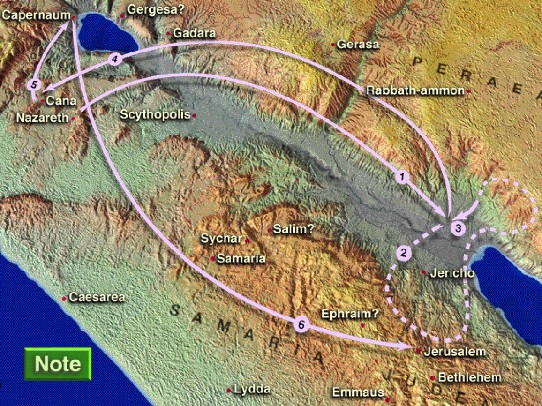 Capernaum
Gergesa?
Gadara
Gerasa
PERAEA
4
5
Rabbath-ammon
Cana
Nazareth
Scythopolis
1
3
Salim?
Sychar
Samaria
2
Jericho
Caesarea
Ephraim?
SAMARIA
6
Jerusalem
Note
Bethlehem
Lydda
Emmaus